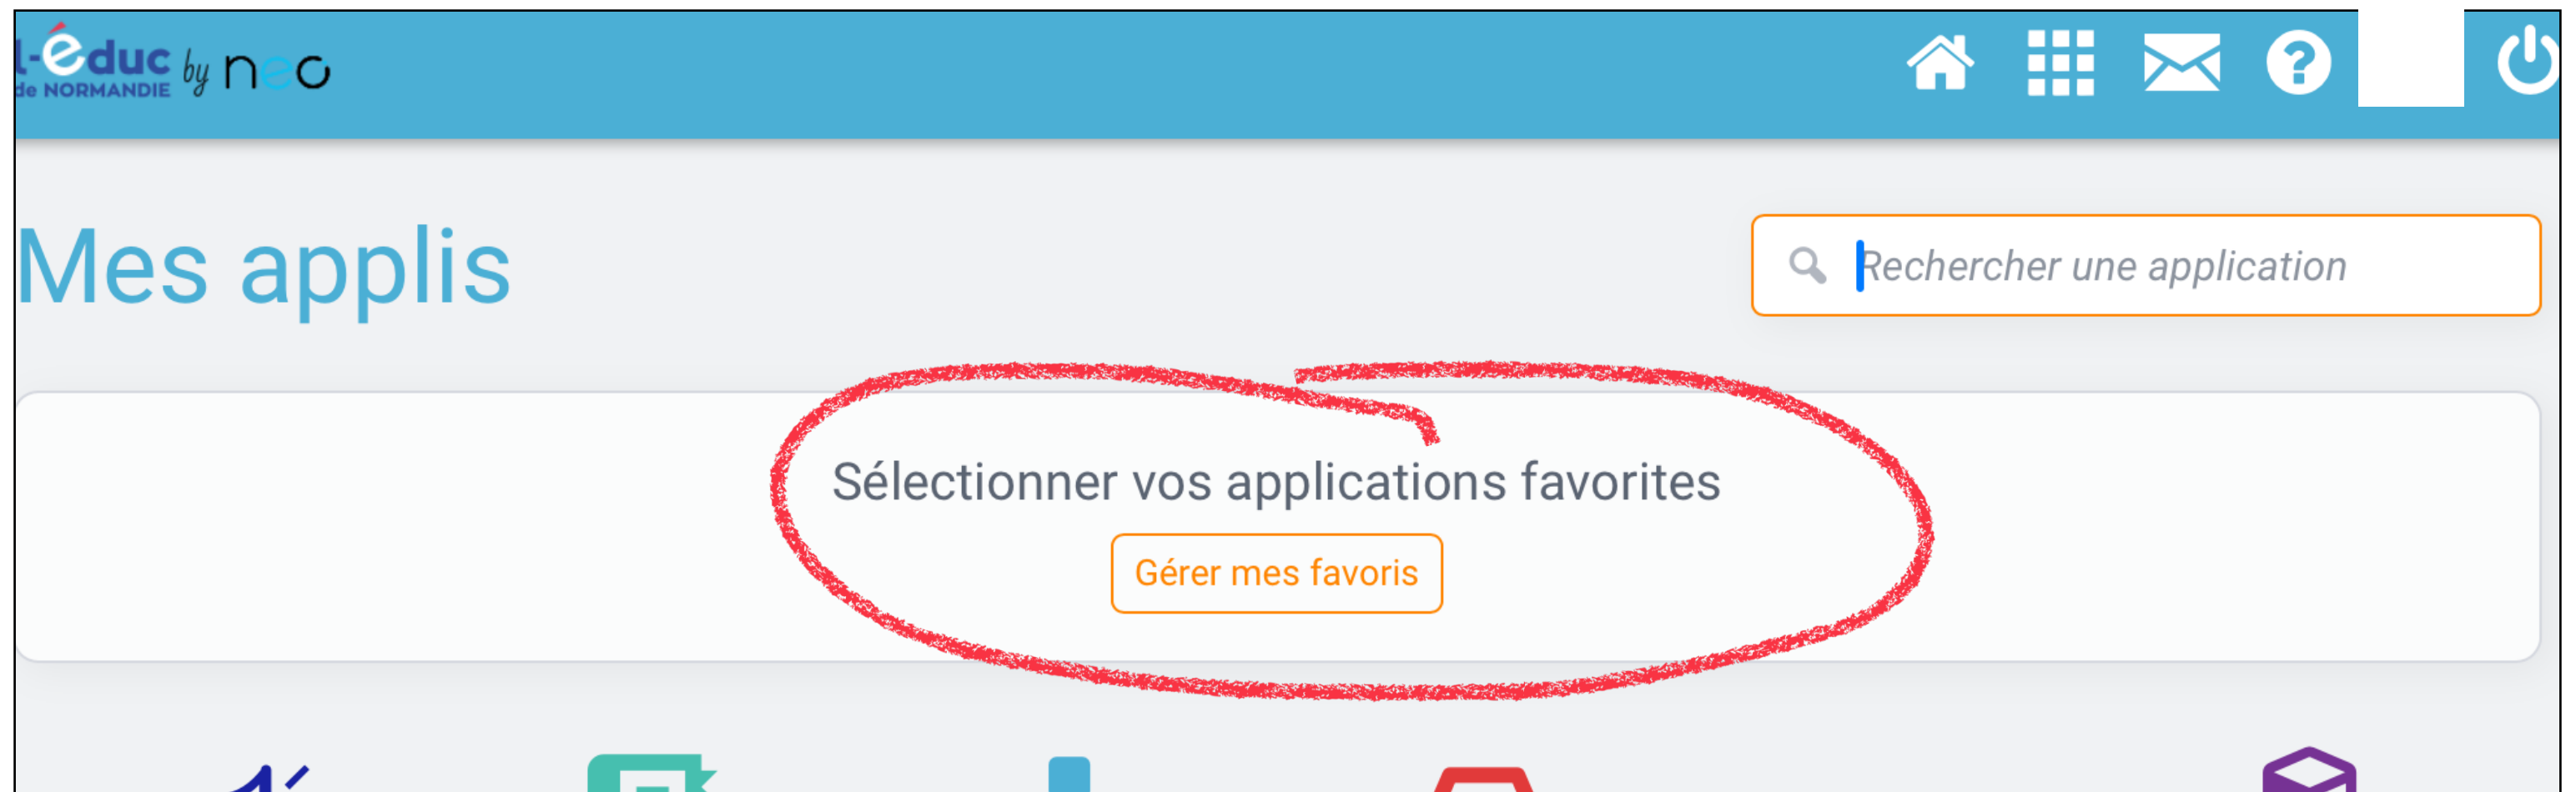 l-éduc by neo
de NORMANDIE
Mes applis
Rechercher une application
Sélectionner vos applications favorites
Gérer mes favoris